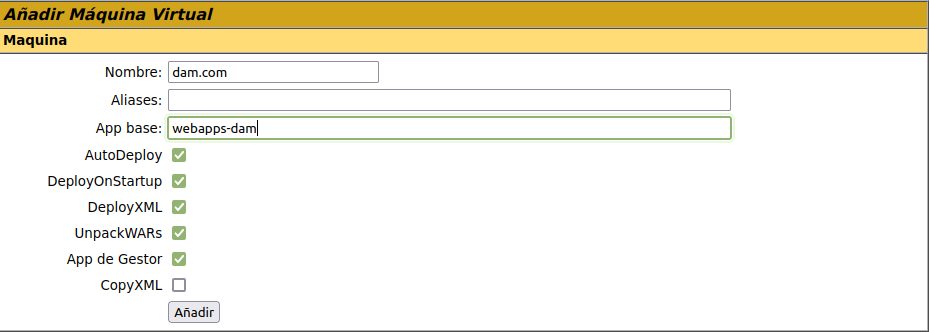 Añadir Máquina Virtual
Maquina
Nombre: dam.com
Aliases:
App base: webapps-dam
AutoDeploy
DeployOnStartup
DeployXML
UnpackWARs
App de Gestor
CopyXML
Añadir